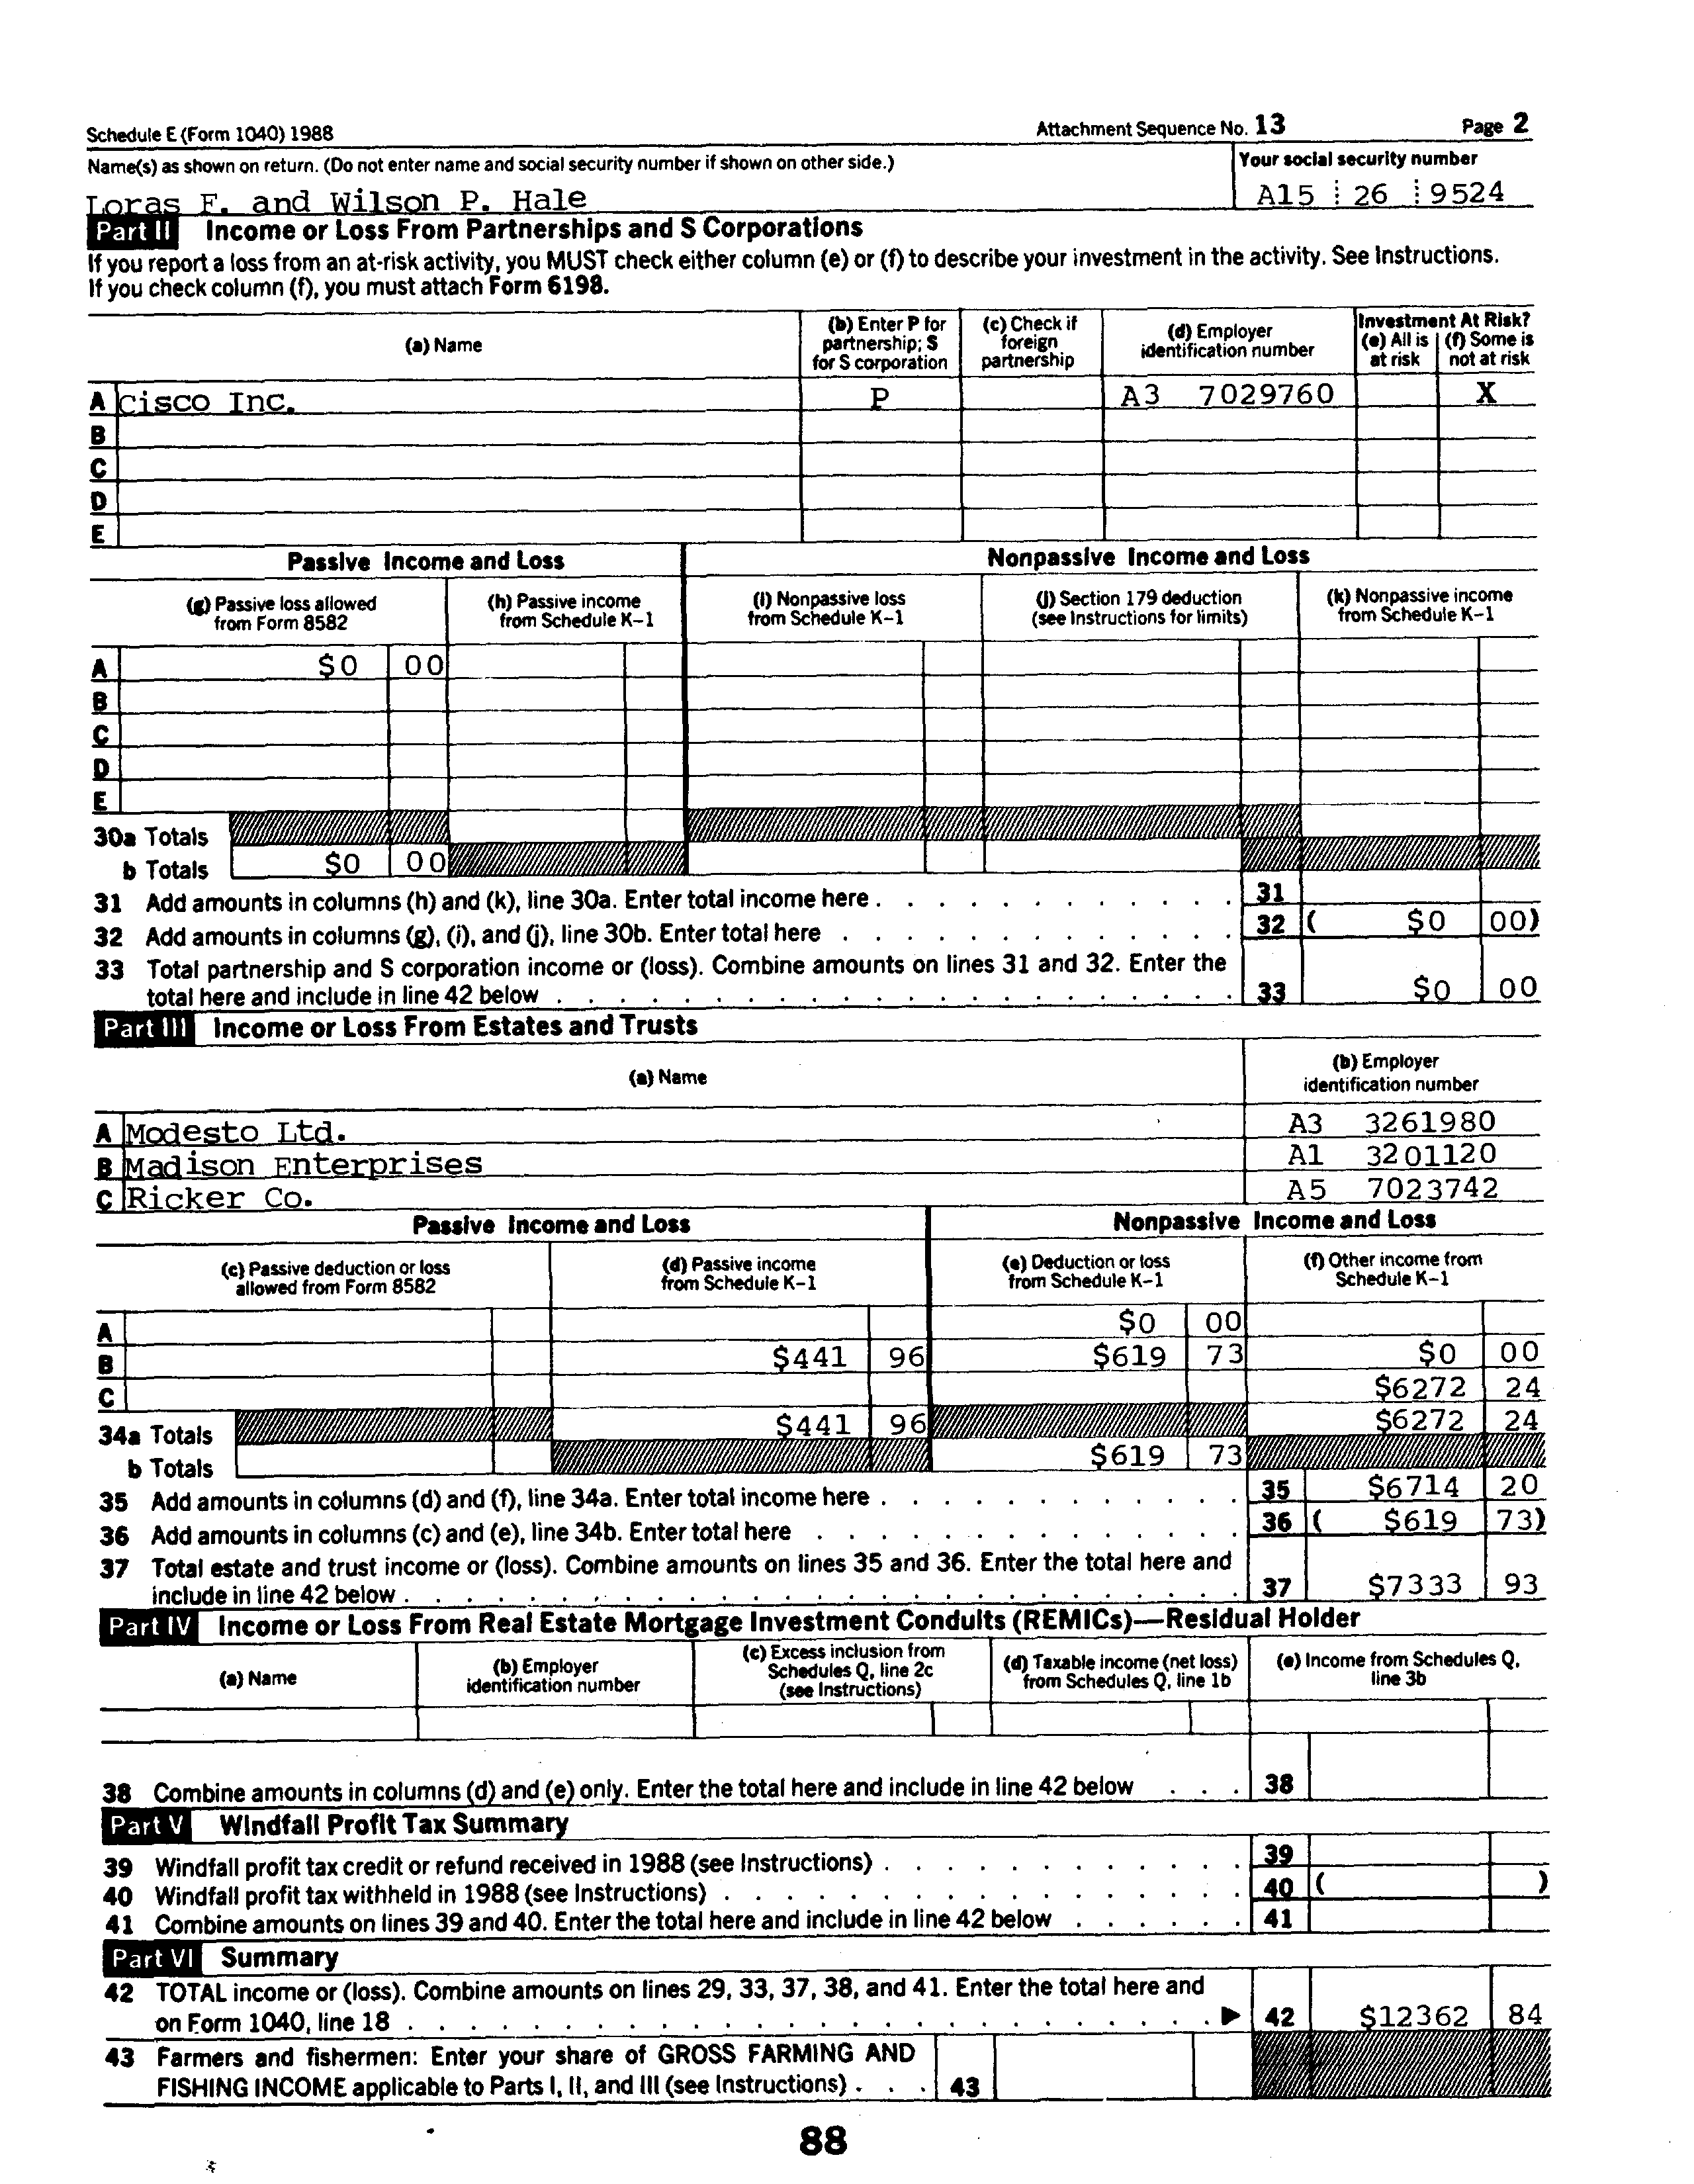 Schedule E (Form 1040) 1988 Attachment Sequence No. 13 Page 2
Name(s) as shown on return. (Do not enter name and social security number if shown on other side.) Your social security number
Loras F. and Wilson P. Hale A15 26 9524
Part II Income or Loss From Partnerships and S Corporations
If you report a loss from an at-risk activity, you MUST check either column (e) or (f) to describe your investment in the activity. See Instructions.
If you check column (f), you must attach Form 6198.
(a) Name (b) Enter P for partnership; S for S corporation (c) Check if foreign partnership (d) Employer identification number Investment At Risk? (e) All is at risk (f) Some is not at risk
A Cisco Inc. P A3 7029760 X
B
C
D
E
Passive Income and Loss Nonpassive Income and Loss
(g) Passive loss allowed from Form 8582 (h) Passive income from Schedule K-1 (i) Nonpassive loss from Schedule K-1 (j) Section 179 deduction (see Instructions for limits) (k) Nonpassive income from Schedule K-1
A $0 00
B
C
D
E
30a Totals
b Totals $0 00
31 Add amounts in columns (h) and (k), line 30a. Enter total income here . . . . . . . . . . . . 31
32 Add amounts in columns (g), (i), and (j), line 30b. Enter total here . . . . . . . . . . . . . 32 ( $0 00)
33 Total partnership and S corporation income or (loss). Combine amounts on lines 31 and 32. Enter the
total here and include in line 42 below . . . . . . . . . . . . . . . . . . . . . . 33 $0 00
Part III Income or Loss From Estates and Trusts
(a) Name (b) Employer identification number
A Modesto Ltd. A3 3261980
B Madison Enterprises A1 3201120
C Ricker Co. A5 7023742
Passive Income and Loss Nonpassive Income and Loss
(c) Passive deduction or loss allowed from Form 8582 (d) Passive income from Schedule K-1 (e) Deduction or loss from Schedule K-1 (f) Other income from Schedule K-1
A $0 00
B $441 96 $619 73 $0 00
C $6272 24
34a Totals $441 96 $6272 24
b Totals $619 73
35 Add amounts in columns (d) and (f), line 34a. Enter total income here . . . . . . . . . . . . 35 $6714 20
36 Add amounts in columns (c) and (e), line 34b. Enter total here . . . . . . . . . . . . . . 36 ( $619 73)
37 Total estate and trust income or (loss). Combine amounts on lines 35 and 36. Enter the total here and
include in line 42 below . . . . . . . . . . . . . . . . . . . . . . . . . . . 37 $7333 93
Part IV Income or Loss From Real Estate Mortgage Investment Conduits (REMICs)—Residual Holder
(a) Name (b) Employer identification number (c) Excess inclusion from Schedules Q, line 2c (see Instructions) (d) Taxable income (net loss) from Schedules Q, line 1b (e) Income from Schedules Q, line 3b
38 Combine amounts in columns (d) and (e) only. Enter the total here and include in line 42 below . . . 38
Part V Windfall Profit Tax Summary
39 Windfall profit tax credit or refund received in 1988 (see Instructions) . . . . . . . . . . . . 39
40 Windfall profit tax withheld in 1988 (see Instructions) . . . . . . . . . . . . . . . . . 40 ( )
41 Combine amounts on lines 39 and 40. Enter the total here and include in line 42 below . . . . . . 41
Part VI Summary
42 TOTAL income or (loss). Combine amounts on lines 29, 33, 37, 38, and 41. Enter the total here and
on Form 1040, line 18 . . . . . . . . . . . . . . . . . . . . . . . . . . ▶ 42 $12362 84
43 Farmers and fishermen: Enter your share of GROSS FARMING AND
FISHING INCOME applicable to Parts I, II, and III (see Instructions) . . . 43
88